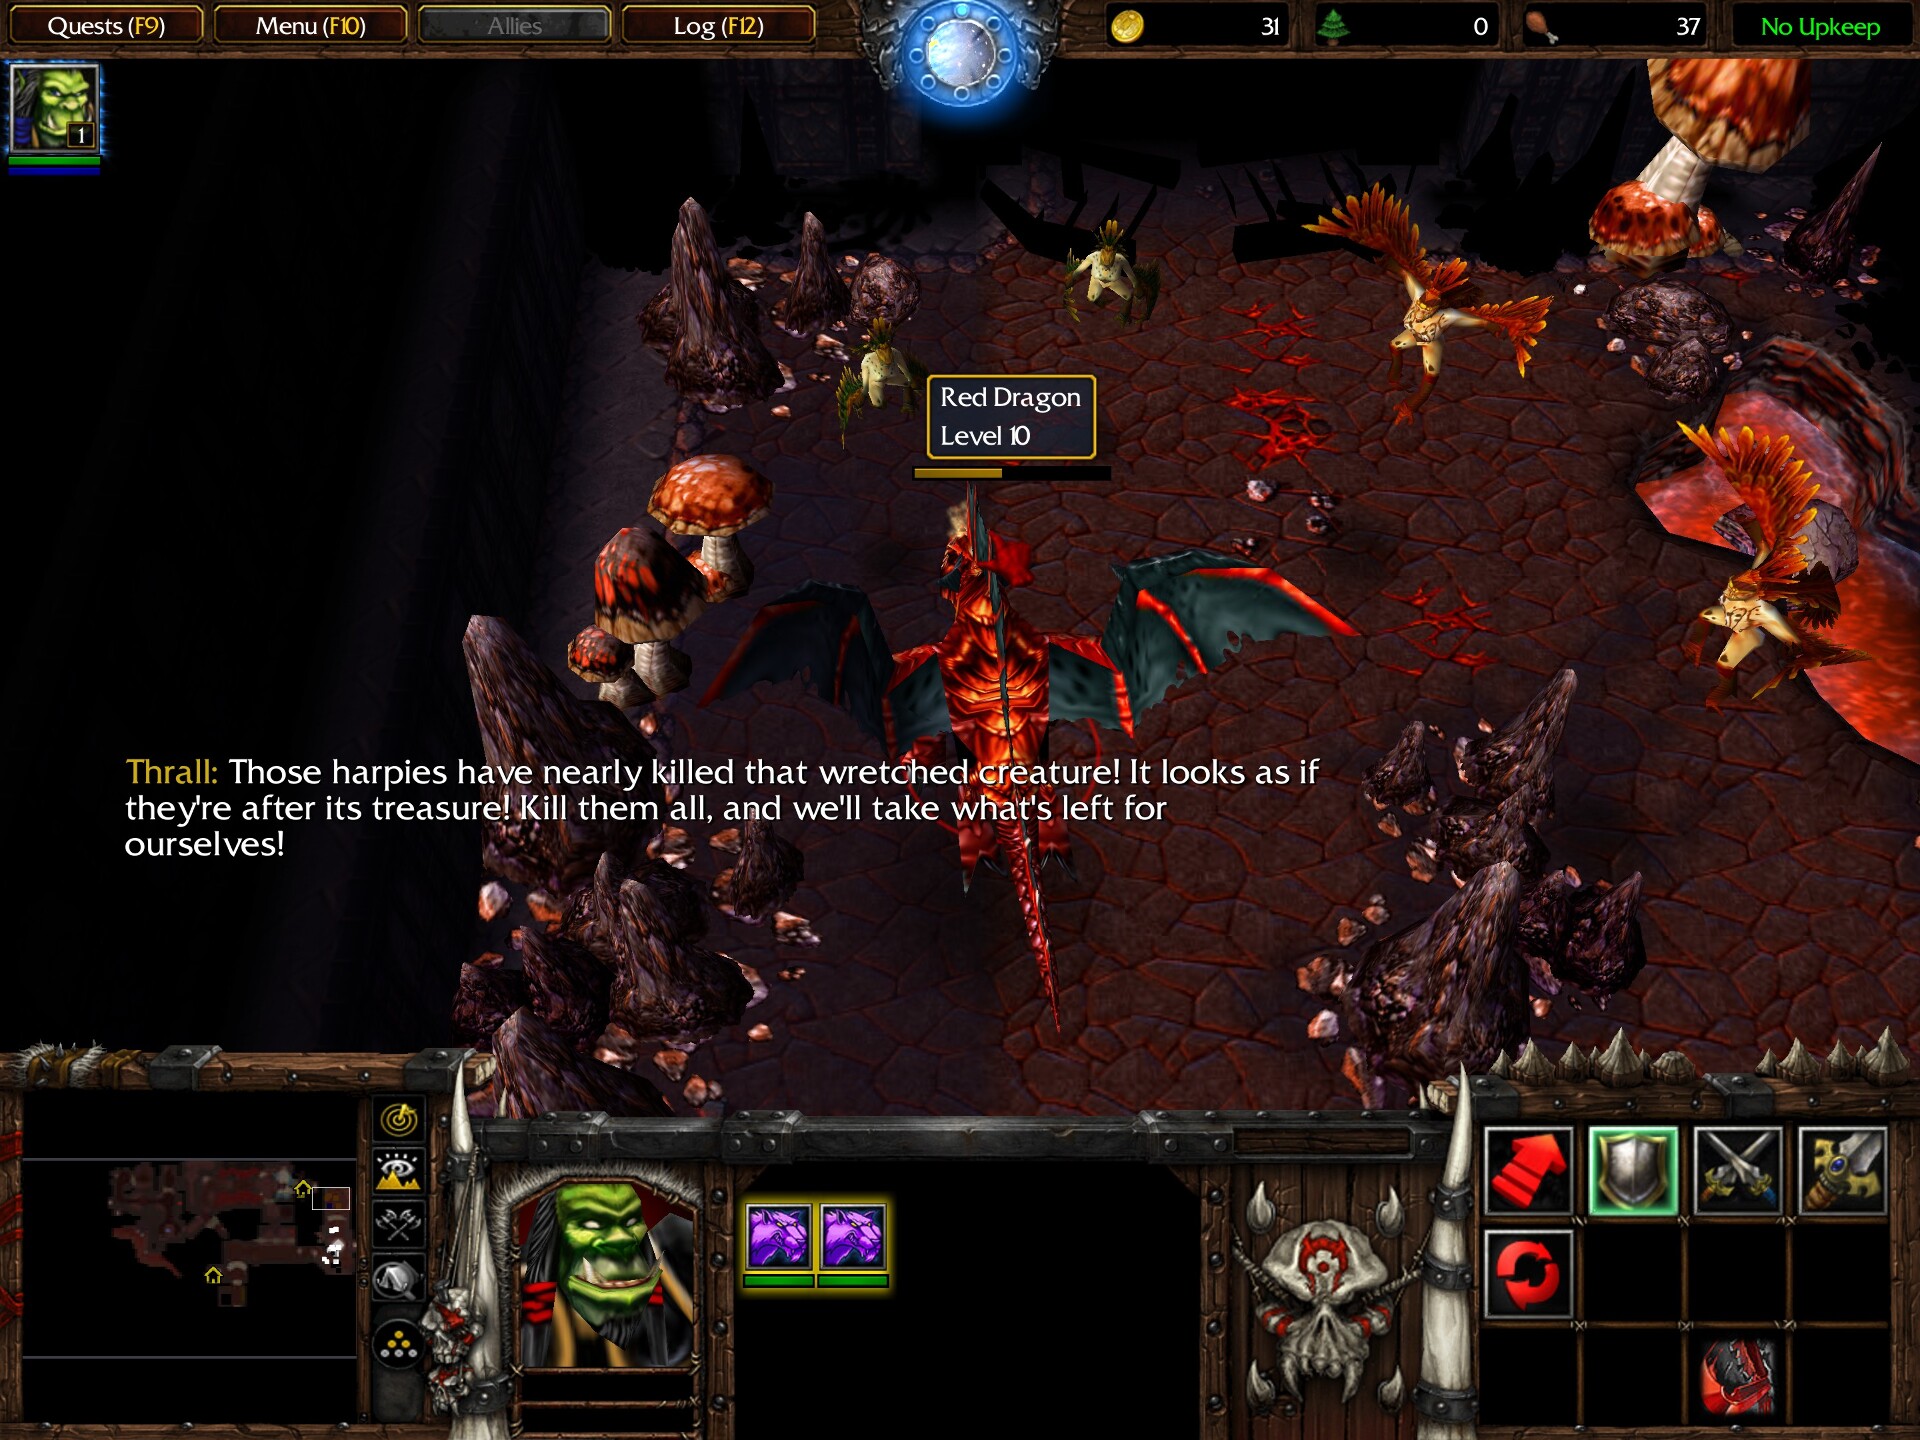 Quests (F9) Menu (F10) Allies Log (F12) 31 0 37 No Upkeep
1
Red Dragon
Level 10
Thrall: Those harpies have nearly killed that wretched creature! It looks as if
they're after its treasure! Kill them all, and we'll take what's left for
ourselves!